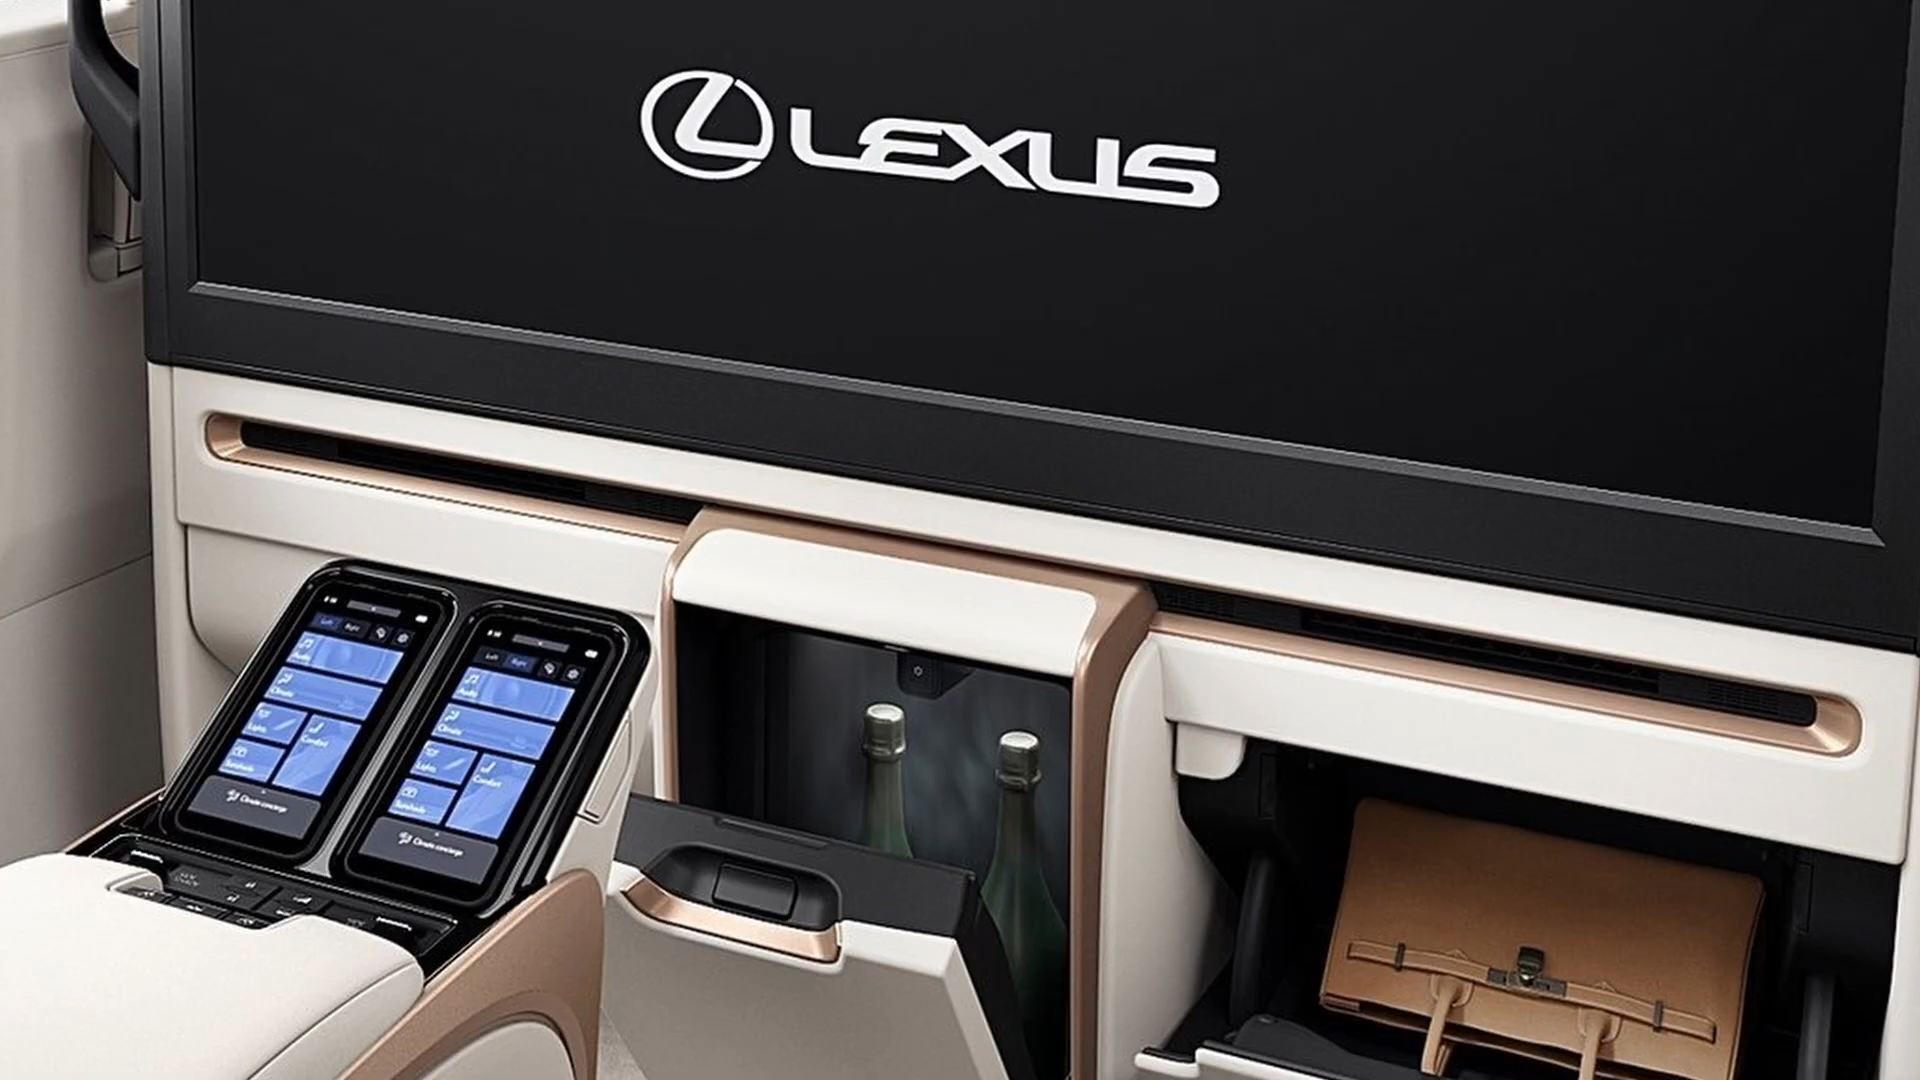 LEXUS
Left Right
Audio
Climate
Lights
Comfort
Sunshade
Climate concierge
Left Right
Audio
Climate
Lights
Comfort
Sunshade
Climate concierge